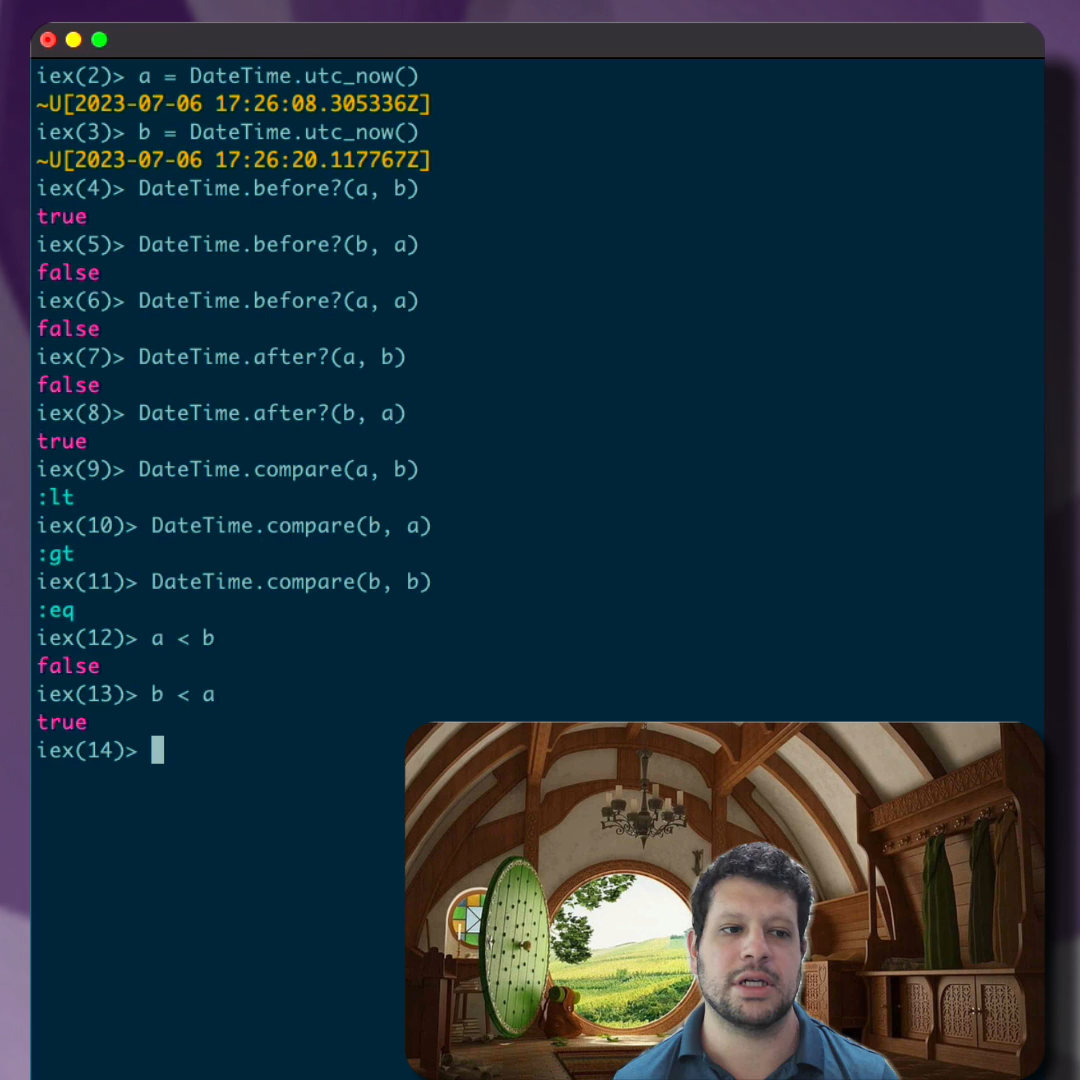 iex(2)> a = DateTime.utc_now()
~U[2023-07-06 17:26:08.305336Z]
iex(3)> b = DateTime.utc_now()
~U[2023-07-06 17:26:20.117767Z]
iex(4)> DateTime.before?(a, b)
true
iex(5)> DateTime.before?(b, a)
false
iex(6)> DateTime.before?(a, a)
false
iex(7)> DateTime.after?(a, b)
false
iex(8)> DateTime.after?(b, a)
true
iex(9)> DateTime.compare(a, b)
:lt
iex(10)> DateTime.compare(b, a)
:gt
iex(11)> DateTime.compare(b, b)
:eq
iex(12)> a < b
false
iex(13)> b < a
true
iex(14)>